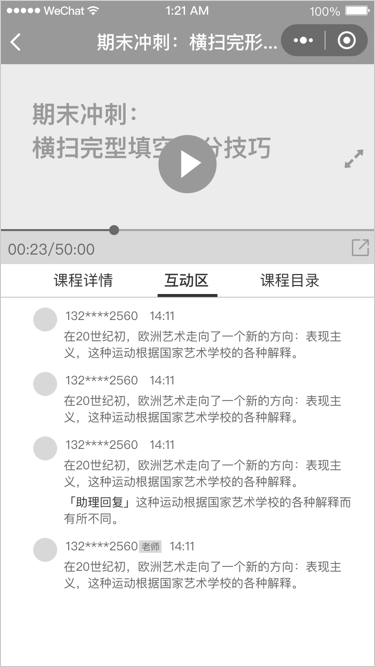 WeChat 1:21 AM 100%
期末冲刺：横扫完形...
期末冲刺：
横扫完型填空 分技巧
00:23/50:00
课程详情 互动区 课程目录
132****2560 14:11
在20世纪初，欧洲艺术走向了一个新的方向：表现主
义，这种运动根据国家艺术学校的各种解释。
132****2560 14:11
在20世纪初，欧洲艺术走向了一个新的方向：表现主
义，这种运动根据国家艺术学校的各种解释。
132****2560 14:11
在20世纪初，欧洲艺术走向了一个新的方向：表现主
义，这种运动根据国家艺术学校的各种解释。
「助理回复」这种运动根据国家艺术学校的各种解释而
有所不同。
132****2560 老师 14:11
在20世纪初，欧洲艺术走向了一个新的方向：表现主
义，这种运动根据国家艺术学校的各种解释。